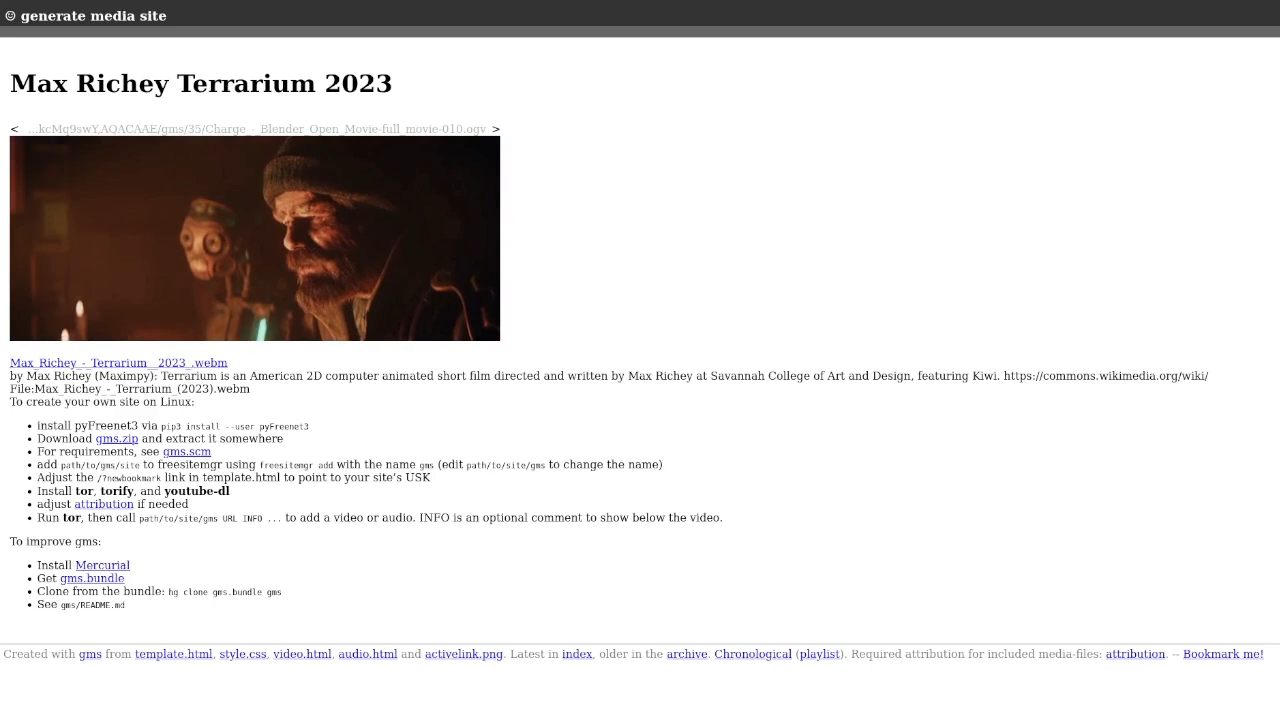 ☺ generate media site
Max Richey Terrarium 2023
< ...kcMq9swY,AQACAAE/gms/35/Charge_-_Blender_Open_Movie-full_movie-010.ogv >
Max_Richey_-_Terrarium__2023_.webm
by Max Richey (Maximpy): Terrarium is an American 2D computer animated short film directed and written by Max Richey at Savannah College of Art and Design, featuring Kiwi. https://commons.wikimedia.org/wiki/
File:Max_Richey_-_Terrarium_(2023).webm
To create your own site on Linux:
• install pyFreenet3 via pip3 install --user pyFreenet3
• Download gms.zip and extract it somewhere
• For requirements, see gms.scm
• add path/to/gms/site to freesitemgr using freesitemgr add with the name gms (edit path/to/site/gms to change the name)
• Adjust the /?newbookmark link in template.html to point to your site’s USK
• Install tor, torify, and youtube-dl
• adjust attribution if needed
• Run tor, then call path/to/site/gms URL INFO ... to add a video or audio. INFO is an optional comment to show below the video.
To improve gms:
• Install Mercurial
• Get gms.bundle
• Clone from the bundle: hg clone gms.bundle gms
• See gms/README.md
Created with gms from template.html, style.css, video.html, audio.html and activelink.png. Latest in index, older in the archive. Chronological (playlist). Required attribution for included media-files: attribution. -- Bookmark me!